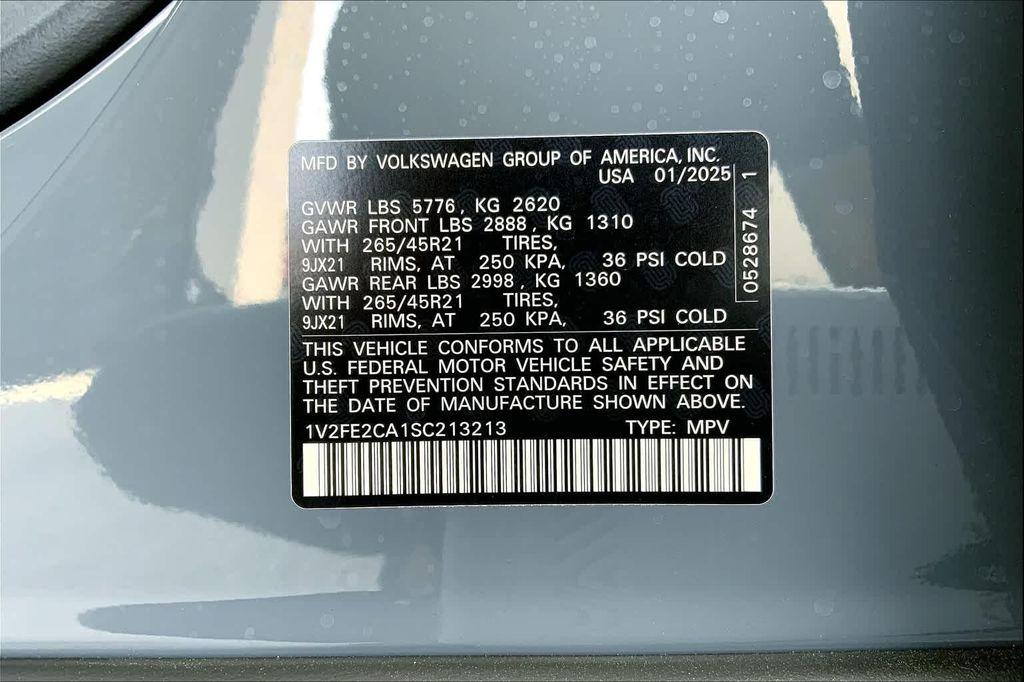 MFD BY VOLKSWAGEN GROUP OF AMERICA, INC.
USA 01/2025
GVWR LBS 5776, KG 2620
GAWR FRONT LBS 2888, KG 1310
WITH 265/45R21 TIRES,
9JX21 RIMS, AT 250 KPA, 36 PSI COLD
GAWR REAR LBS 2998, KG 1360
WITH 265/45R21 TIRES,
9JX21 RIMS, AT 250 KPA, 36 PSI COLD
0528674 1
THIS VEHICLE CONFORMS TO ALL APPLICABLE
U.S. FEDERAL MOTOR VEHICLE SAFETY AND
THEFT PREVENTION STANDARDS IN EFFECT ON
THE DATE OF MANUFACTURE SHOWN ABOVE.
1V2FE2CA1SC213213 TYPE: MPV